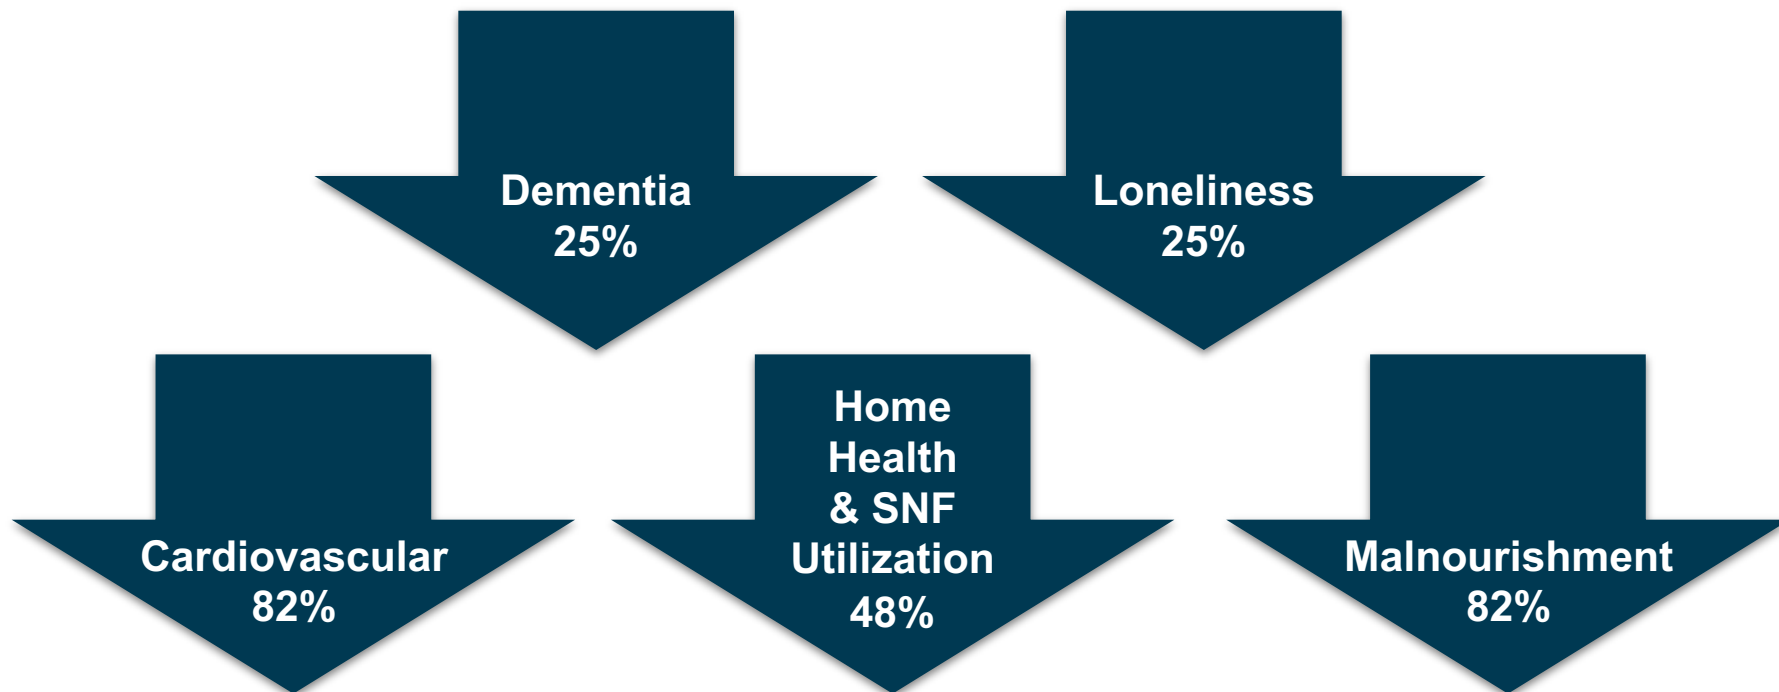 Dementia
25%
Loneliness
25%
Cardiovascular
82%
Home
Health
& SNF
Utilization
48%
Malnourishment
82%